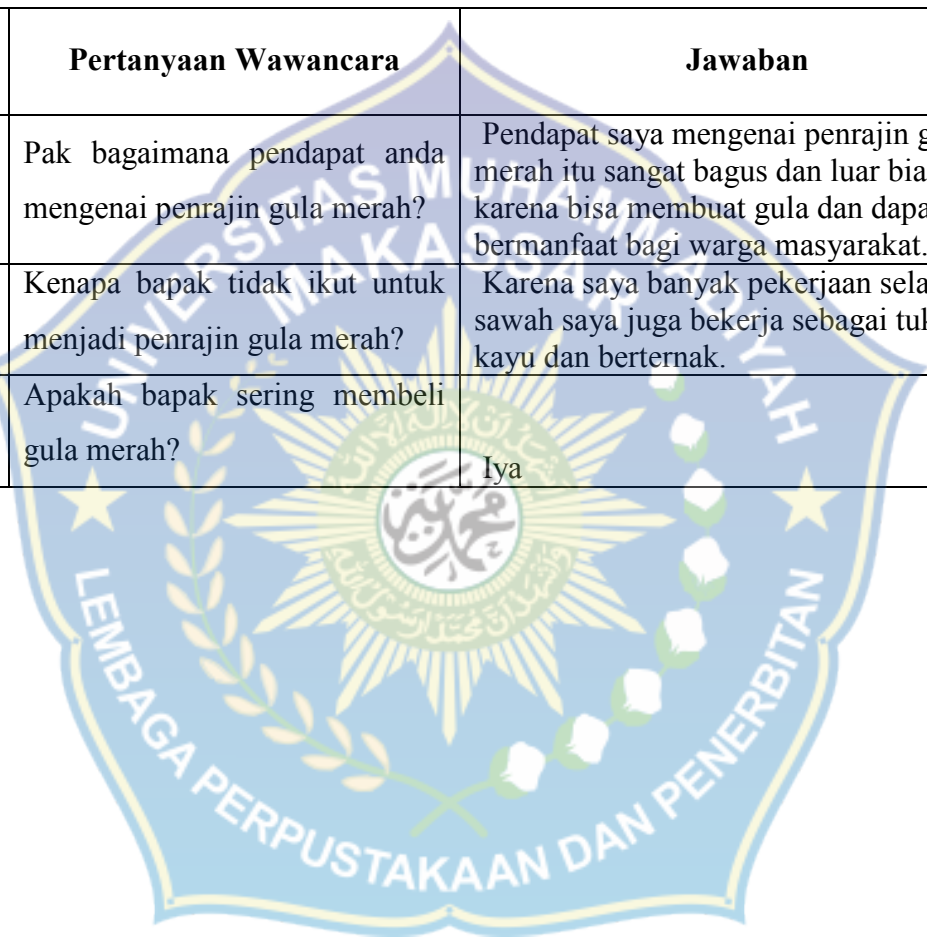 Pertanyaan Wawancara
Jawaban
Pak bagaimana pendapat anda
mengenai penrajin gula merah?
Pendapat saya mengenai penrajin
merah itu sangat bagus dan luar
karena bisa membuat gula dan
bermanfaat bagi warga masyarakat.
Kenapa bapak tidak ikut untuk
menjadi penrajin gula merah?
Karena saya banyak pekerjaan
sawah saya juga bekerja sebagai
kayu dan berternak.
Apakah bapak sering membeli
gula merah?
Iya
UNIVERSITAS MUHAMMADIYAH
MAKASSAR
LEMBAGA PERPUSTAKAAN DAN PENERBITAN